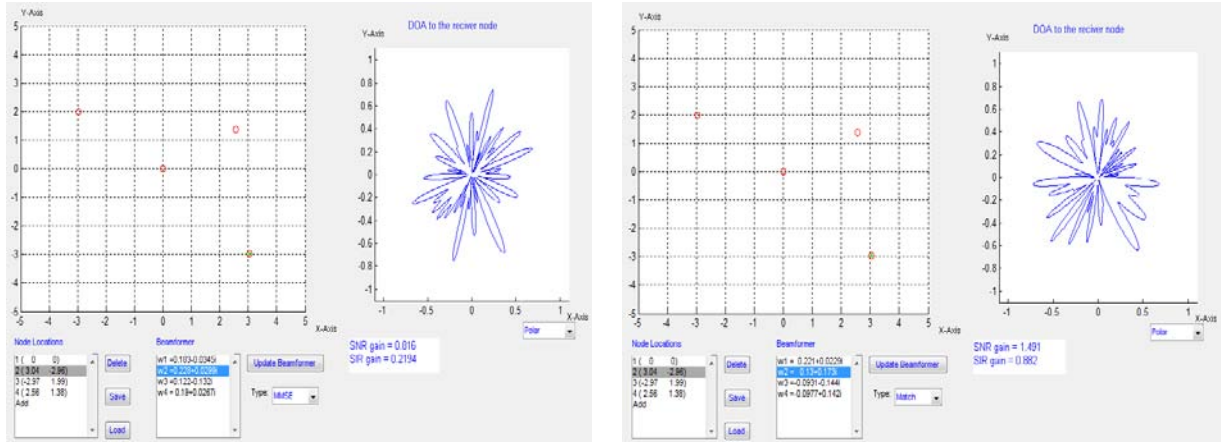 Y-Axis
DOA to the reciver node
Y-Axis
5
4
3
2
1
0
-1
-2
-3
-4
-5
-5 -4 -3 -2 -1 0 1 2 3 4 5
X-Axis
1
0.8
0.6
0.4
0.2
0
-0.2
-0.4
-0.6
-0.8
-1
-1 -0.5 0 0.5 1
X-Axis
Polar
Node Locations
1 ( 0 0)
2 ( 3.04 -2.96)
3 (-2.97 1.99)
4 ( 2.56 1.38)
Add
Delete
Save
Load
Beamformer
w1 =0.183-0.0345i
w2 =0.228+0.0299i
w3 =0.122-0.132i
w4 = 0.19+0.0267i
Update Beamformer
Type: MMSE
SNR gain = 0.816
SIR gain = 0.2194
Y-Axis
DOA to the reciver node
Y-Axis
5
4
3
2
1
0
-1
-2
-3
-4
-5
-5 -4 -3 -2 -1 0 1 2 3 4 5
X-Axis
1
0.8
0.6
0.4
0.2
0
-0.2
-0.4
-0.6
-0.8
-1
-1 -0.5 0 0.5 1
X-Axis
Polar
Node Locations
1 ( 0 0)
2 ( 3.04 -2.96)
3 (-2.97 1.99)
4 ( 2.56 1.38)
Add
Delete
Save
Load
Beamformer
w1 = 0.221+0.0229i
w2 = 0.13+0.173i
w3 =-0.0931-0.144i
w4 =-0.0977+0.142i
Update Beamformer
Type: Match
SNR gain = 1.491
SIR gain = 0.882